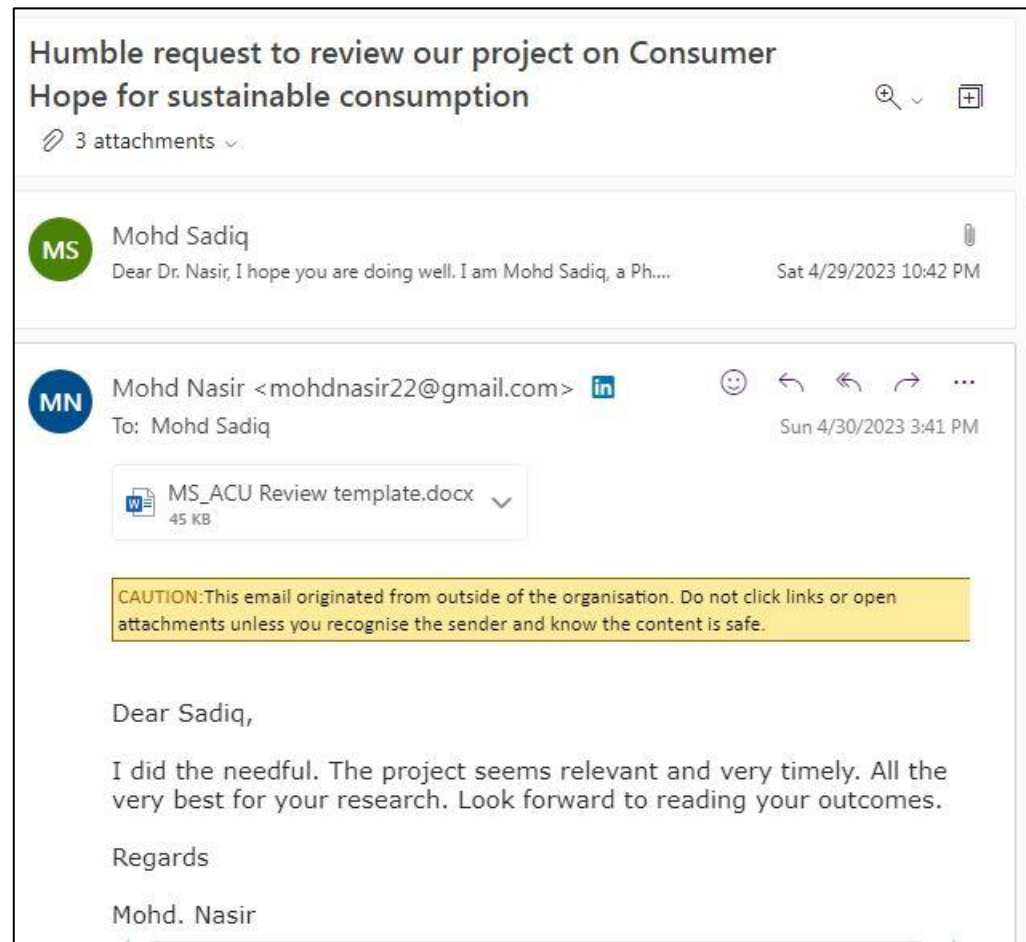 Humble request to review our project on Consumer
Hope for sustainable consumption
3 attachments
MS
Mohd Sadiq
Dear Dr. Nasir, I hope you are doing well. I am Mohd Sadiq, a Ph....
Sat 4/29/2023 10:42 PM
MN
Mohd Nasir <mohdnasir22@gmail.com> in
To: Mohd Sadiq
Sun 4/30/2023 3:41 PM
W
MS_ACU Review template.docx
45 KB
CAUTION:This email originated from outside of the organisation. Do not click links or open
attachments unless you recognise the sender and know the content is safe.
Dear Sadiq,
I did the needful. The project seems relevant and very timely. All the
very best for your research. Look forward to reading your outcomes.
Regards
Mohd. Nasir